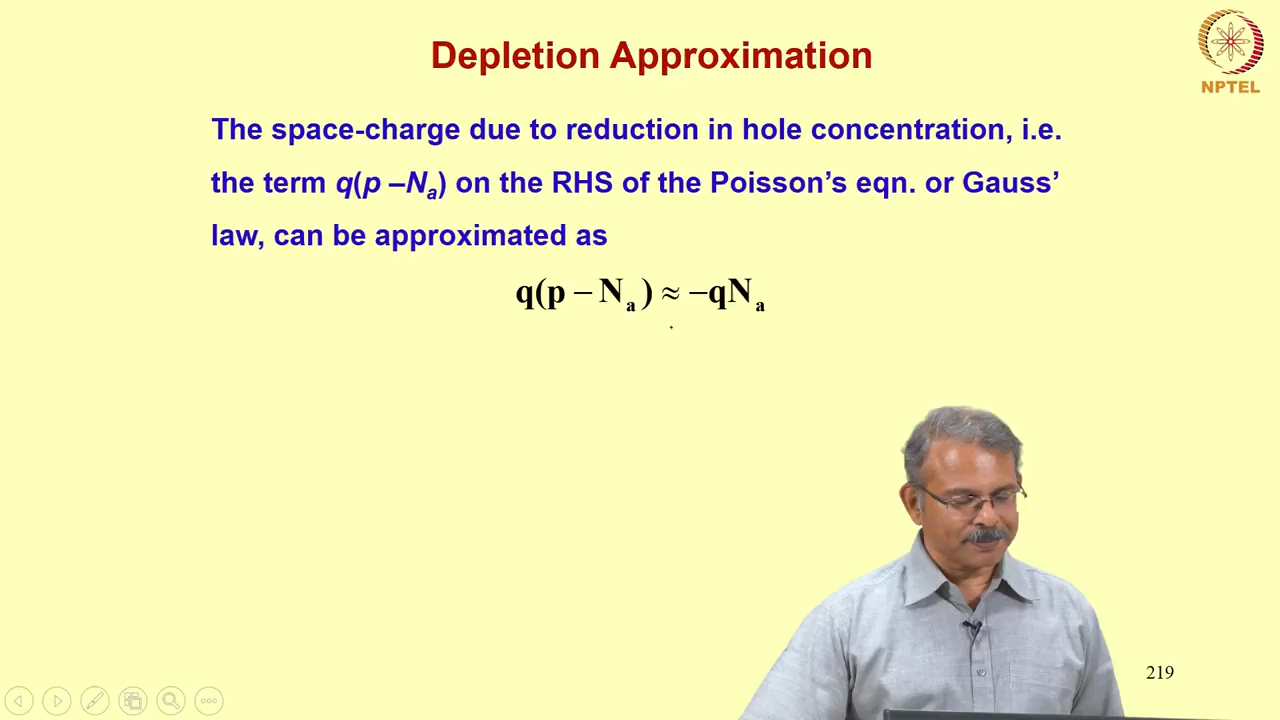 Depletion Approximation
NPTEL
The space-charge due to reduction in hole concentration, i.e.
the term q(p –Na) on the RHS of the Poisson's eqn. or Gauss'
law, can be approximated as
q(p − Na) ≈ −qNa
219